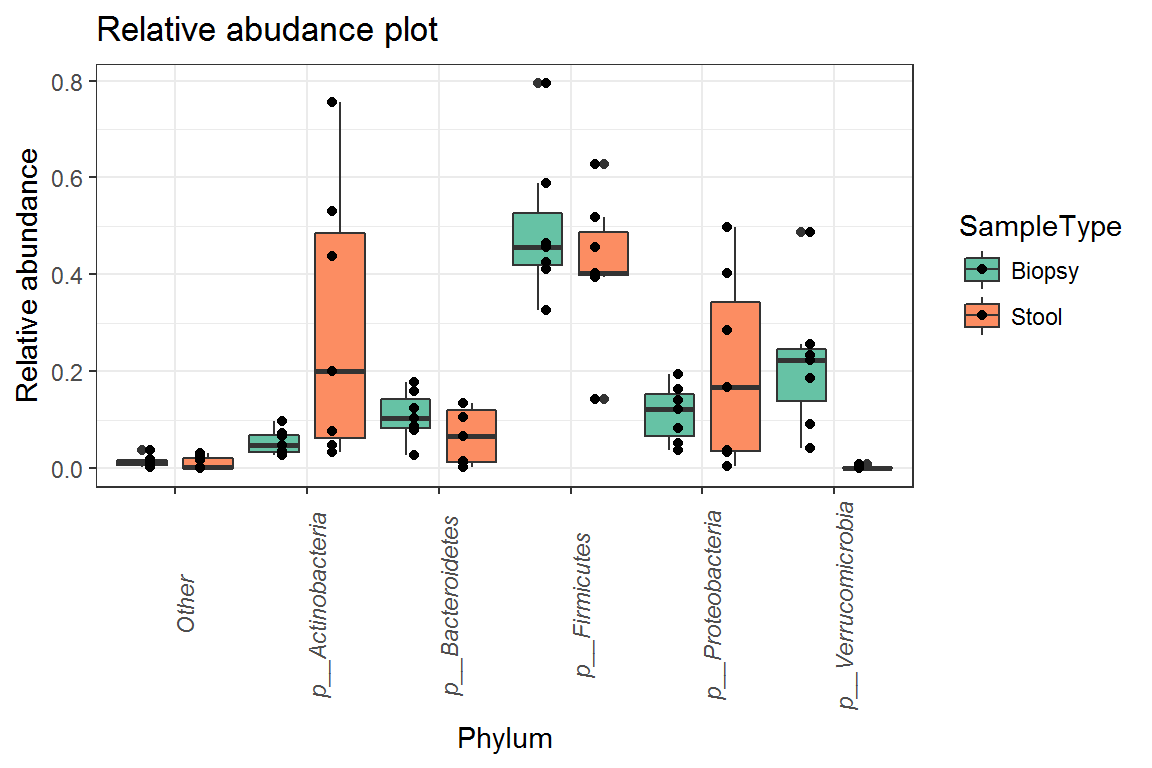 Relative abudance plot
Relative abundance
0.8
0.6
0.4
0.2
0.0
Other
p__Actinobacteria
p__Bacteroidetes
p__Firmicutes
p__Proteobacteria
p__Verrucomicrobia
Phylum
SampleType
Biopsy
Stool